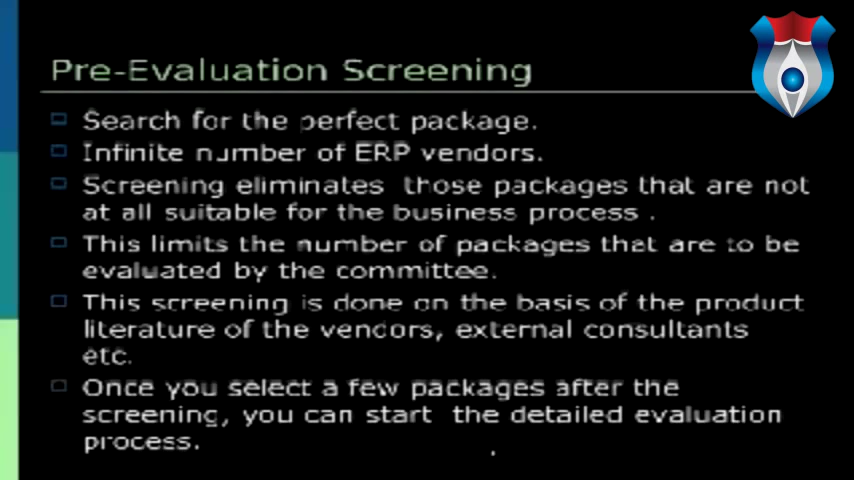 Pre-Evaluation Screening
Search for the perfect package.
Infinite number of ERP vendors.
Screening eliminates those packages that are not
at all suitable for the business process .
This limits the number of packages that are to be
evaluated by the committee.
This screening is done on the basis of the product
literature of the vendors, external consultants
etc.
Once you select a few packages after the
screening, you can start the detailed evaluation
process.